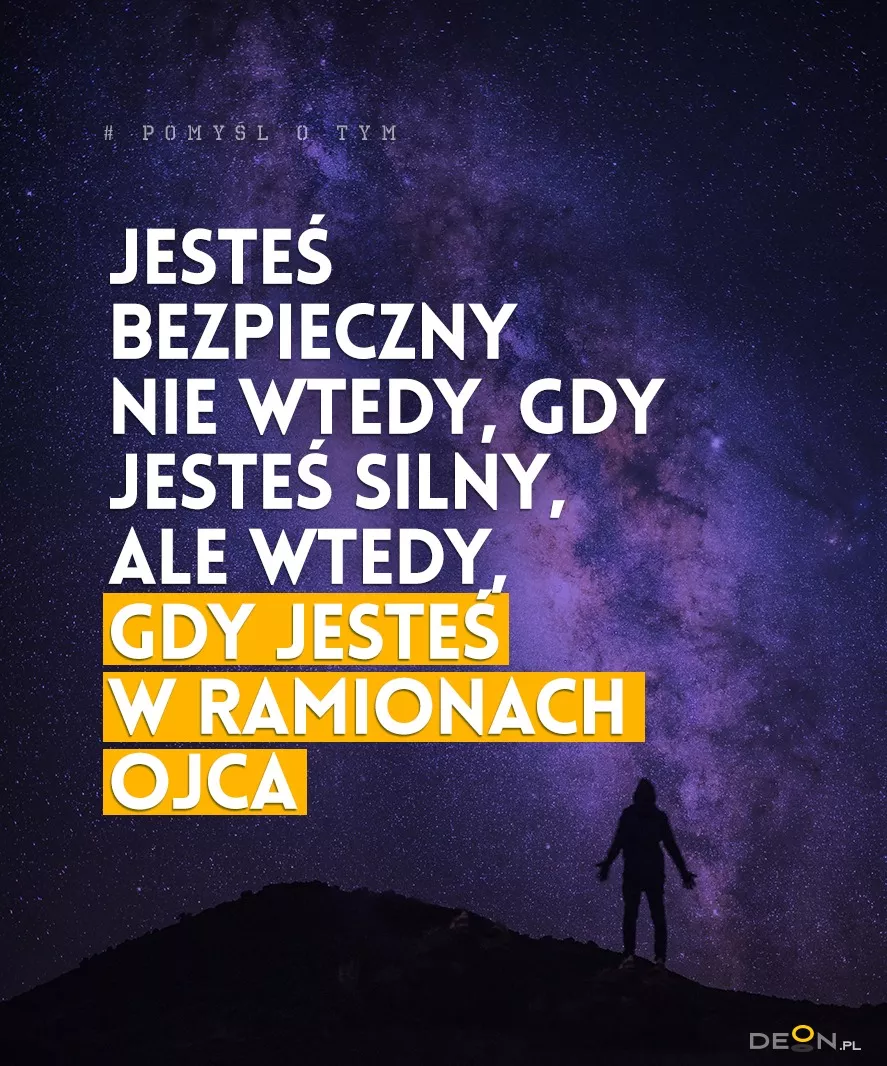 # POMYŚL O TYM
JESTEŚ
BEZPIECZNY
NIE WTEDY, GDY
JESTEŚ SILNY,
ALE WTEDY,
GDY JESTEŚ
W RAMIONACH
OJCA
DEON.PL